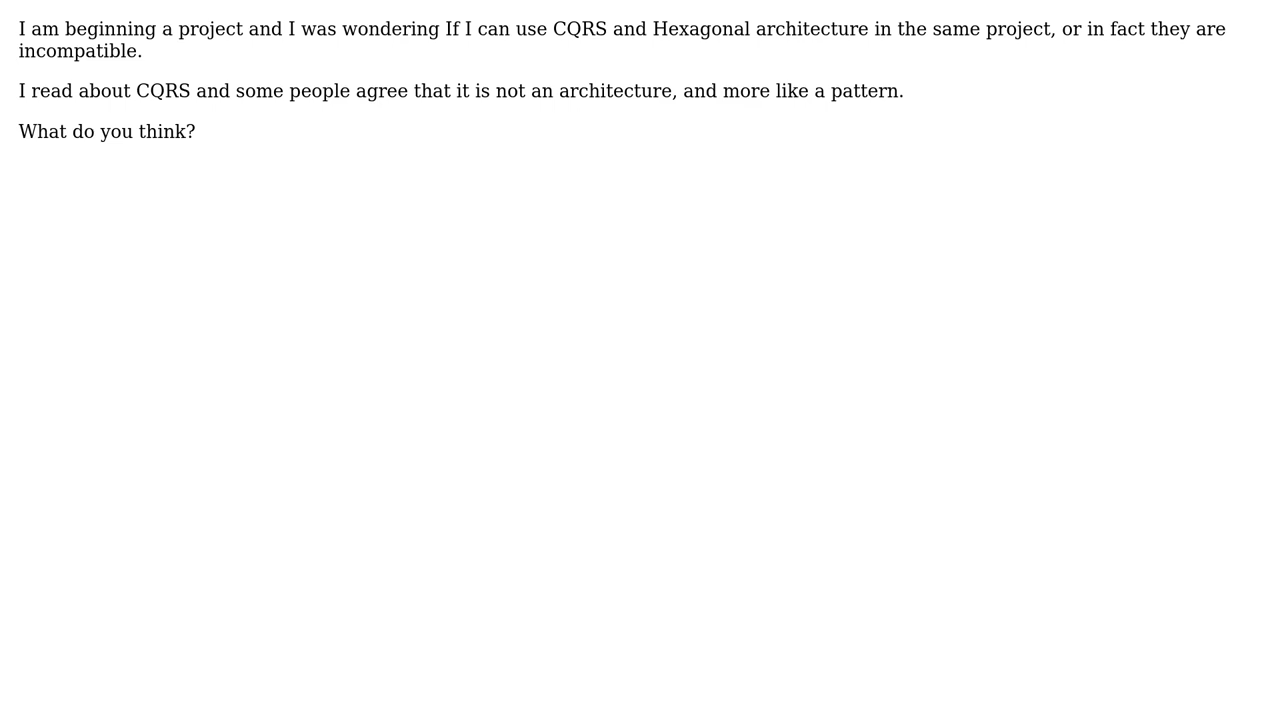 I am beginning a project and I was wondering If I can use CQRS and Hexagonal architecture in the same project, or in fact they are
incompatible.
I read about CQRS and some people agree that it is not an architecture, and more like a pattern.
What do you think?